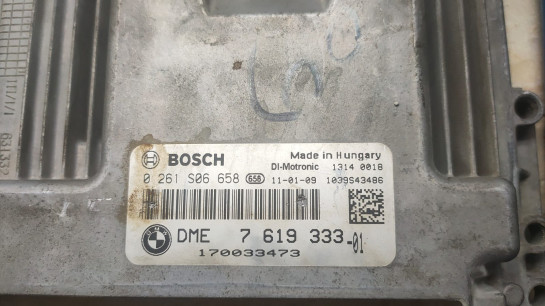 BOSCH
Made in Hungary
DI-Motronic 1314 0018
0 261 S06 658 658 11-01-09 1039S43486
DME 7 619 333-01
170033473